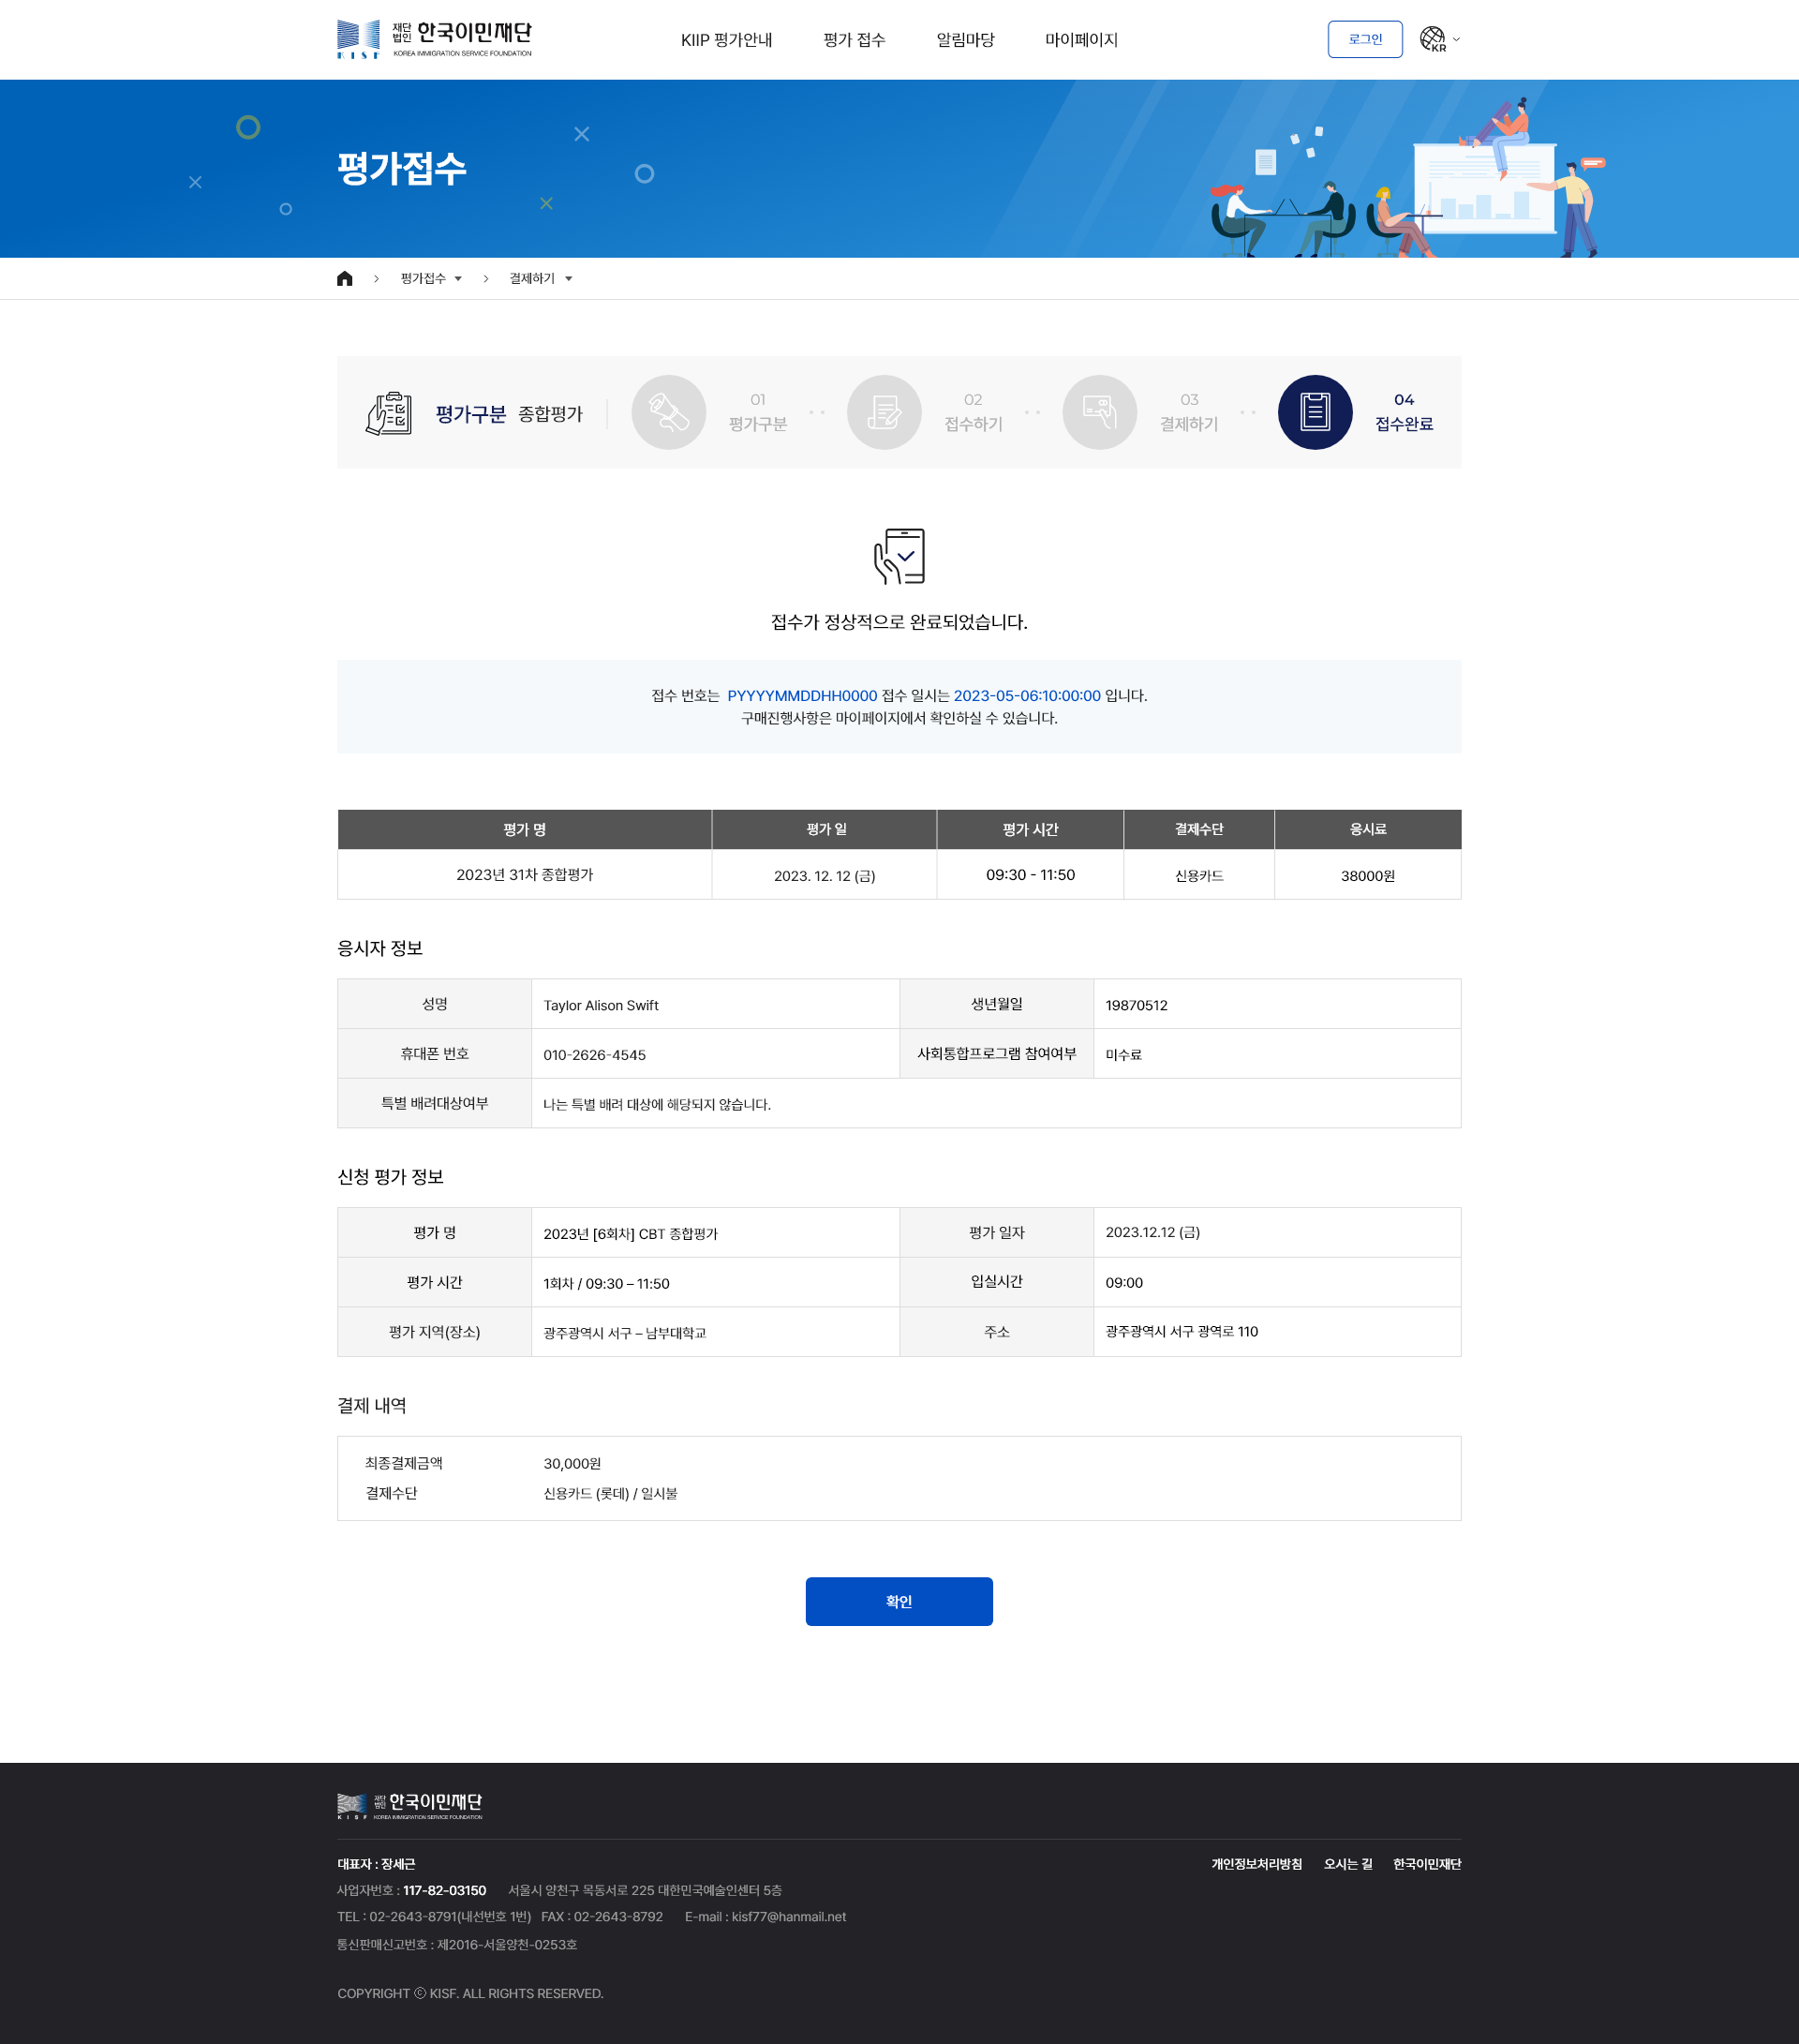 재단법인 한국이민재단
KISF KOREA IMMIGRATION SERVICE FOUNDATION
KIIP 평가안내 평가 접수 알림마당 마이페이지
로그인 KR
평가접수
평가접수 결제하기
평가구분 종합평가
01 평가구분
02 접수하기
03 결제하기
04 접수완료
접수가 정상적으로 완료되었습니다.
접수 번호는 PYYYYMMDDHH0000 접수 일시는 2023-05-06:10:00:00 입니다.
구매진행사항은 마이페이지에서 확인하실 수 있습니다.
평가 명 평가 일 평가 시간 결제수단 응시료
2023년 31차 종합평가 2023. 12. 12 (금) 09:30 - 11:50 신용카드 38000원
응시자 정보
성명 Taylor Alison Swift 생년월일 19870512
휴대폰 번호 010-2626-4545 사회통합프로그램 참여여부 미수료
특별 배려대상여부 나는 특별 배려 대상에 해당되지 않습니다.
신청 평가 정보
평가 명 2023년 [6회차] CBT 종합평가 평가 일자 2023.12.12 (금)
평가 시간 1회차 / 09:30 – 11:50 입실시간 09:00
평가 지역(장소) 광주광역시 서구 – 남부대학교 주소 광주광역시 서구 광역로 110
결제 내역
최종결제금액 30,000원
결제수단 신용카드 (롯데) / 일시불
확인
재단법인 한국이민재단
KISF KOREA IMMIGRATION SERVICE FOUNDATION
대표자 : 장세근 개인정보처리방침 오시는 길 한국이민재단
사업자번호 : 117-82-03150 서울시 양천구 목동서로 225 대한민국예술인센터 5층
TEL : 02-2643-8791(내선번호 1번) FAX : 02-2643-8792 E-mail : kisf77@hanmail.net
통신판매신고번호 : 제2016-서울양천-0253호
COPYRIGHT ⓒ KISF. ALL RIGHTS RESERVED.